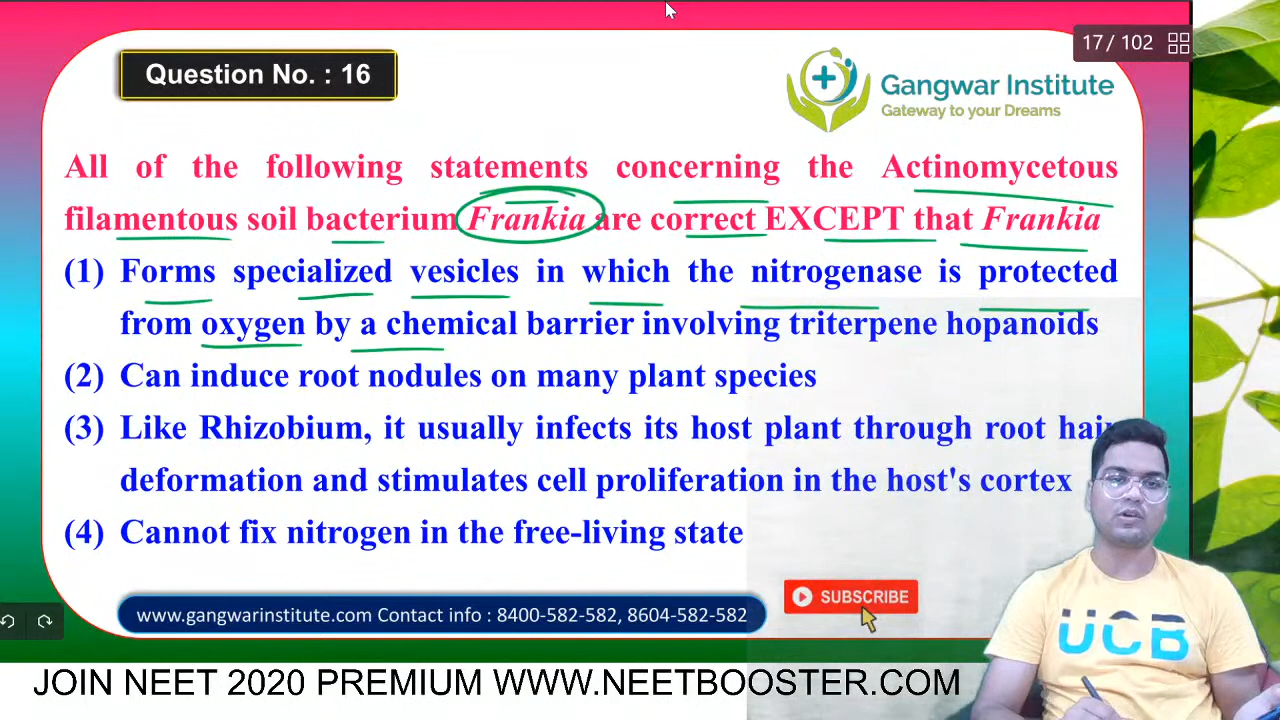 17 / 102
Question No. : 16
Gangwar Institute
Gateway to your Dreams
All of the following statements concerning the Actinomycetous
filamentous soil bacterium Frankia are correct EXCEPT that Frankia
(1) Forms specialized vesicles in which the nitrogenase is protected
from oxygen by a chemical barrier involving triterpene hopanoids
(2) Can induce root nodules on many plant species
(3) Like Rhizobium, it usually infects its host plant through root hair
deformation and stimulates cell proliferation in the host's cortex
(4) Cannot fix nitrogen in the free-living state
SUBSCRIBE
www.gangwarinstitute.com Contact info : 8400-582-582, 8604-582-582
UCB
JOIN NEET 2020 PREMIUM WWW.NEETBOOSTER.COM